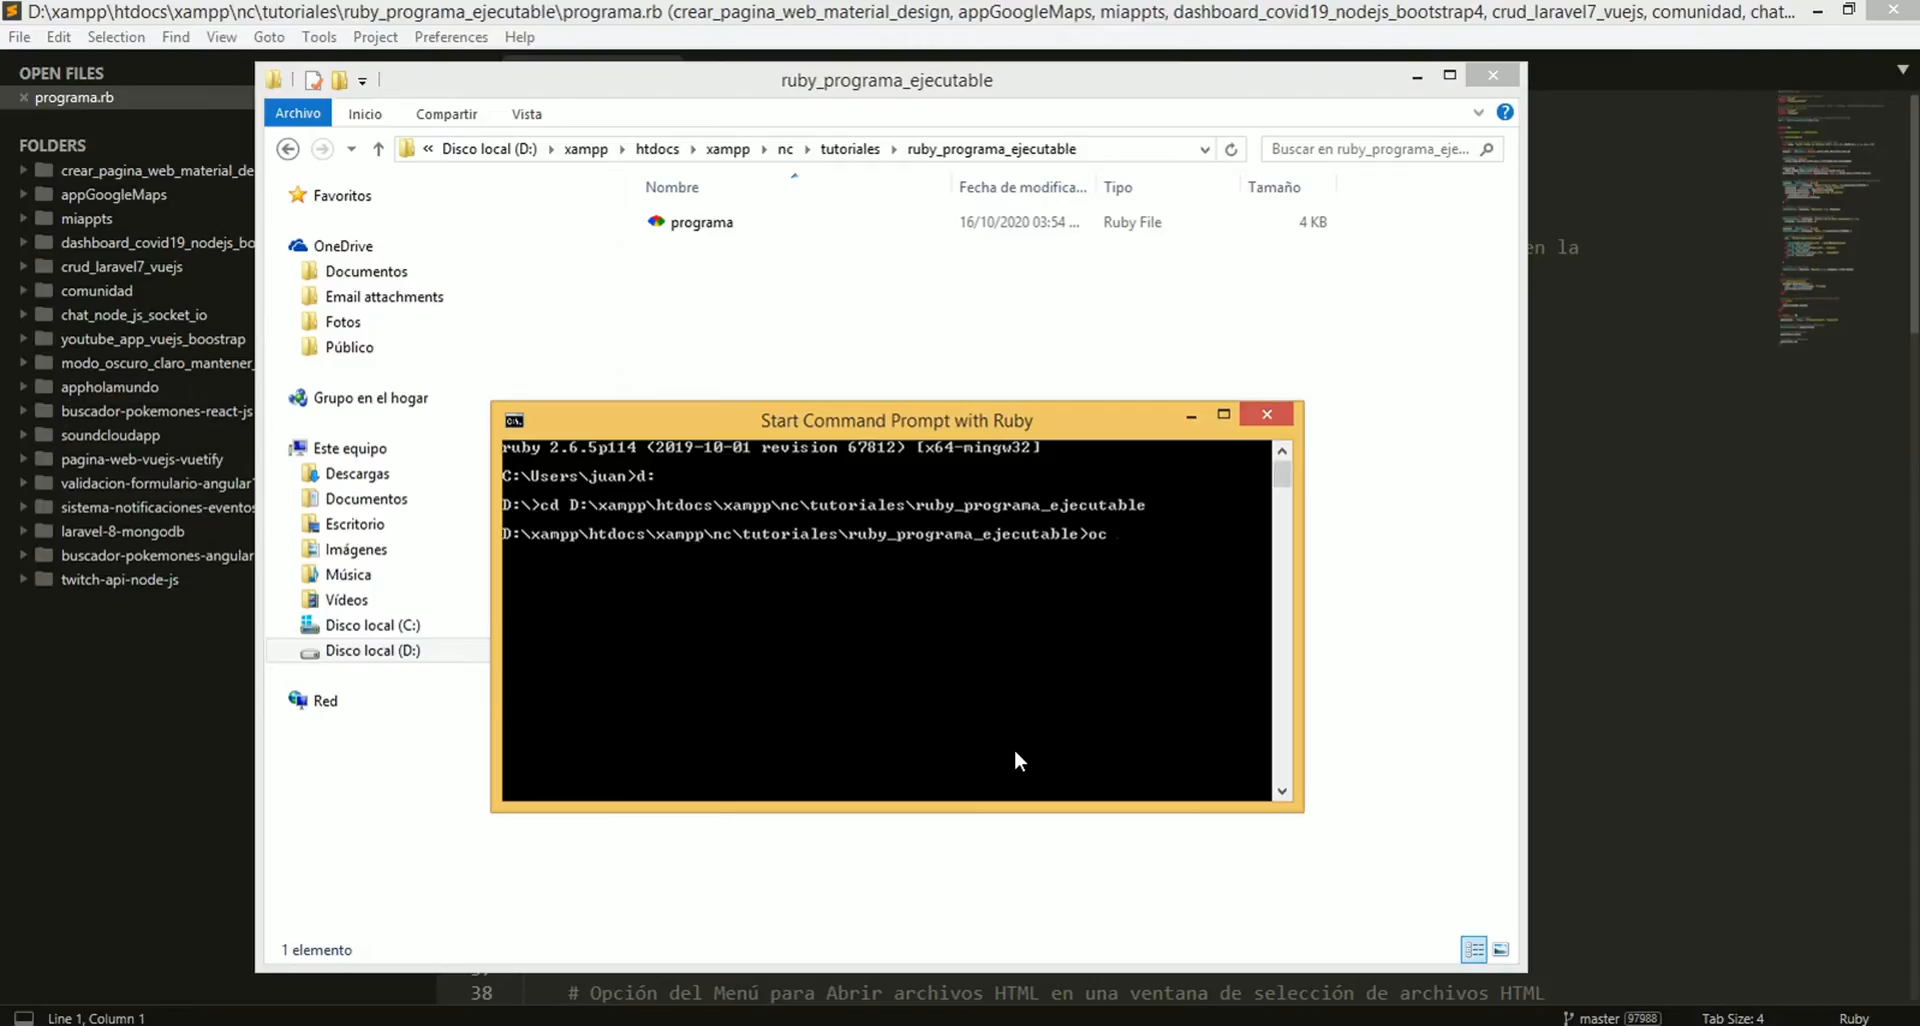 D:\xampp\htdocs\xampp\nc\tutoriales\ruby_programa_ejecutable\programa.rb (crear_pagina_web_material_design, appGoogleMaps, miappts, dashboard_covid19_nodejs_bootstrap4, crud_laravel7_vuejs, comunidad, chat...
File Edit Selection Find View Goto Tools Project Preferences Help
OPEN FILES
programa.rb
FOLDERS
crear_pagina_web_material_de
appGoogleMaps
miappts
dashboard_covid19_nodejs_bo
crud_laravel7_vuejs
comunidad
chat_node_js_socket_io
youtube_app_vuejs_boostrap
modo_oscuro_claro_mantener_
appholamundo
buscador-pokemones-react-js
soundcloudapp
pagina-web-vuejs-vuetify
validacion-formulario-angular
sistema-notificaciones-eventos
laravel-8-mongodb
buscador-pokemones-angular
twitch-api-node-js
ruby_programa_ejecutable
Archivo Inicio Compartir Vista
« Disco local (D:) xampp htdocs xampp nc tutoriales ruby_programa_ejecutable
Buscar en ruby_programa_eje...
Nombre Fecha de modifica... Tipo Tamaño
programa 16/10/2020 03:54 ... Ruby File 4 KB
Favoritos
OneDrive
Documentos
Email attachments
Fotos
Público
Grupo en el hogar
Este equipo
Descargas
Documentos
Escritorio
Imágenes
Música
Vídeos
Disco local (C:)
Disco local (D:)
Red
1 elemento
en la
Start Command Prompt with Ruby
ruby 2.6.5p114 (2019-10-01 revision 67812) [x64-mingw32]
C:\Users\juan>d:
D:\>cd D:\xampp\htdocs\xampp\nc\tutoriales\ruby_programa_ejecutable
D:\xampp\htdocs\xampp\nc\tutoriales\ruby_programa_ejecutable>oc
38 # Opción del Menú para Abrir archivos HTML en una ventana de selección de archivos HTML
Line 1, Column 1
master 97988 Tab Size: 4 Ruby